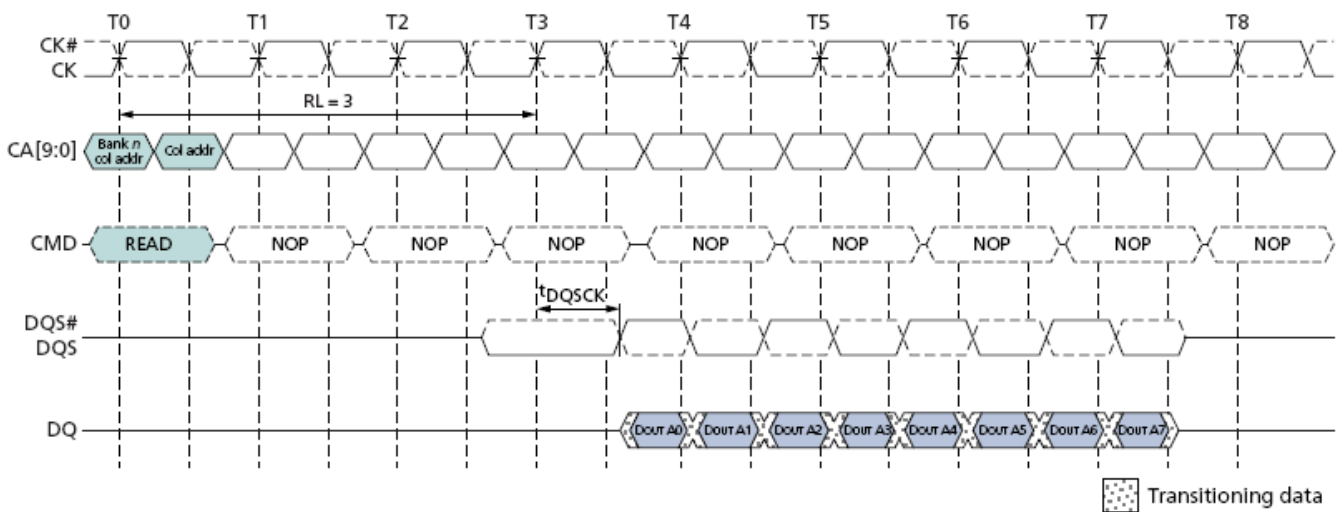 T0 T1 T2 T3 T4 T5 T6 T7 T8
CK#
CK
RL = 3
CA[9:0] Bank n col addr Col addr
CMD READ NOP NOP NOP NOP NOP NOP NOP NOP
tDQSCK
DQS#
DQS
DQ DOUT A0 DOUT A1 DOUT A2 DOUT A3 DOUT A4 DOUT A5 DOUT A6 DOUT A7
Transitioning data